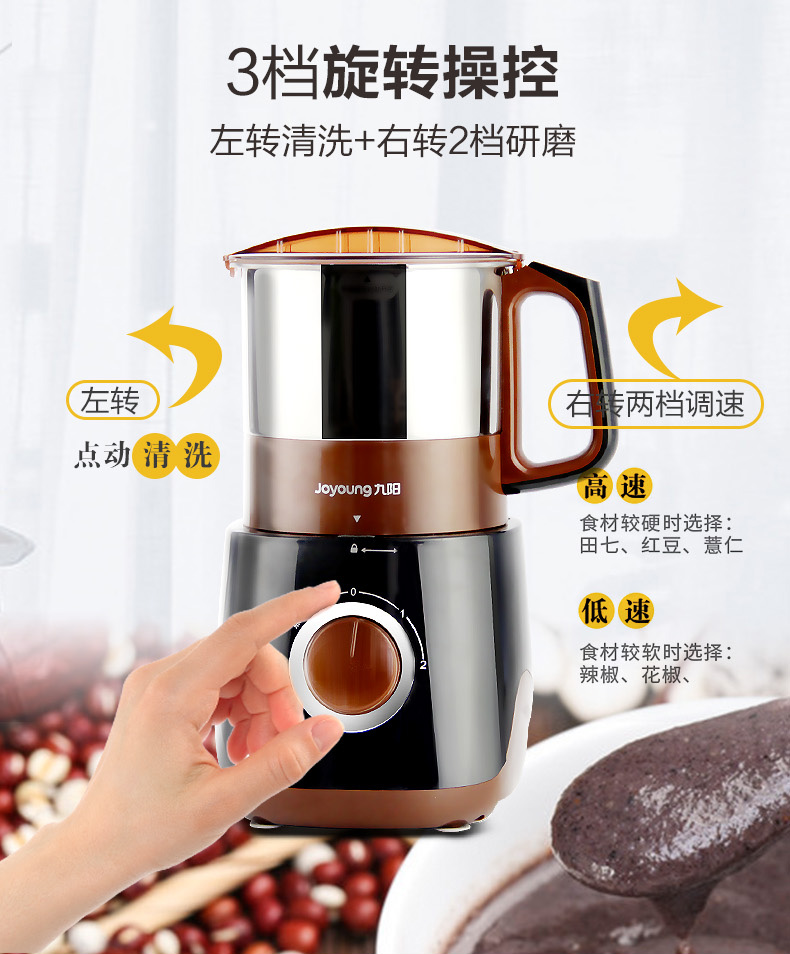 3档旋转操控
左转清洗+右转2档研磨
左转
点动清洗
右转两档调速
Joyoung九阳
高速
食材较硬时选择：
田七、红豆、薏仁
0
1
2
低速
食材较软时选择：
辣椒、花椒、